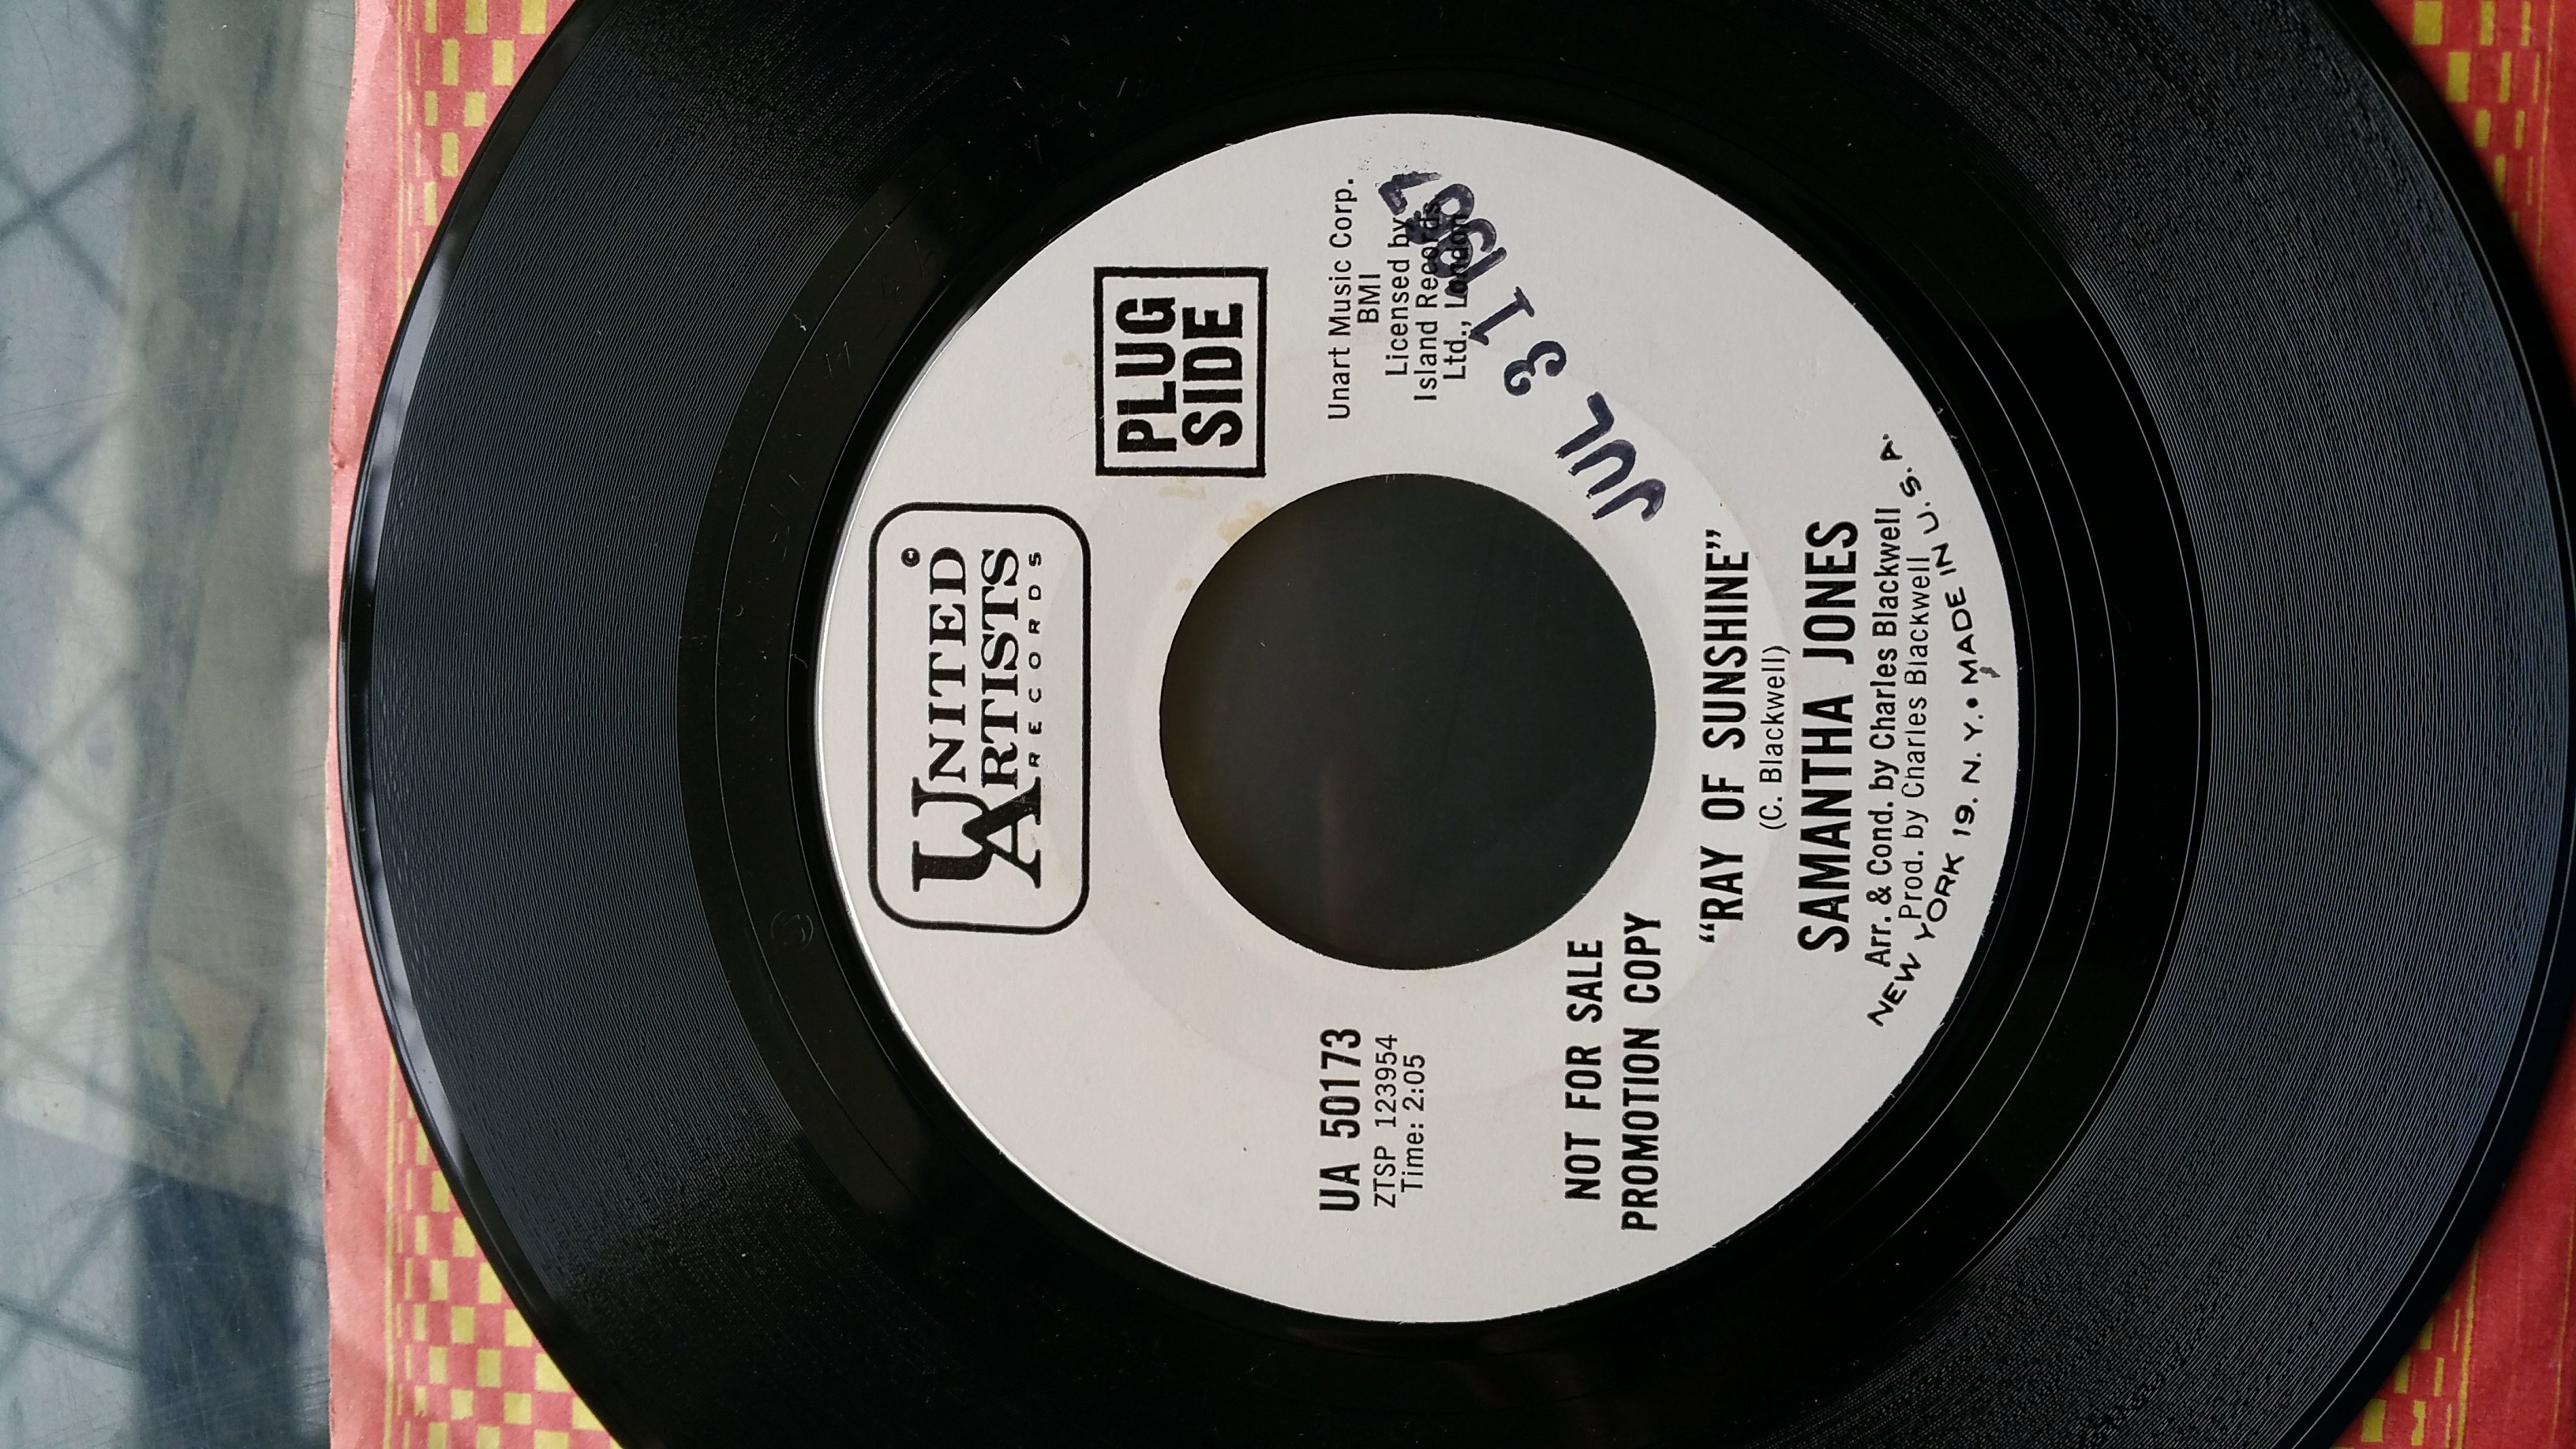 UNITED
ARTISTS
RECORDS
PLUG
SIDE
UA 50173
ZTSP 123954
Time: 2:05
Unart Music Corp.
BMI
Licensed by
Island Records
Ltd., London
JUL 31 1967
NOT FOR SALE
PROMOTION COPY
“RAY OF SUNSHINE”
(C. Blackwell)
SAMANTHA JONES
Arr. & Cond. by Charles Blackwell
Prod. by Charles Blackwell
NEW YORK 19, N. Y. • MADE IN U. S. A.